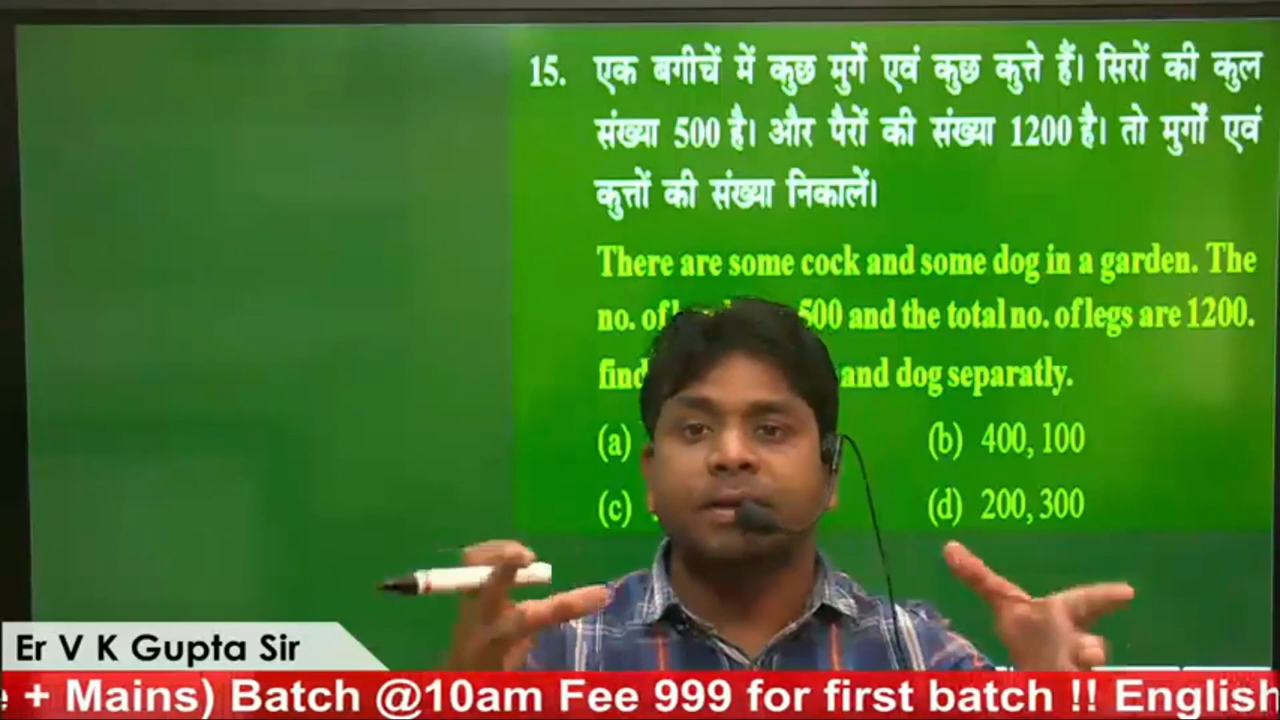 15. एक बगीचें में कुछ मुर्गे एवं कुछ कुत्ते हैं। सिरों की कुल
संख्या 500 है। और पैरों की संख्या 1200 है। तो मुर्गों एवं
कुत्तों की संख्या निकालें।
There are some cock and some dog in a garden. The
no. of 500 and the total no. of legs are 1200.
find and dog separatly.
(a) (b) 400, 100
(c) (d) 200, 300
Er V K Gupta Sir
+ Mains) Batch @10am Fee 999 for first batch !! English